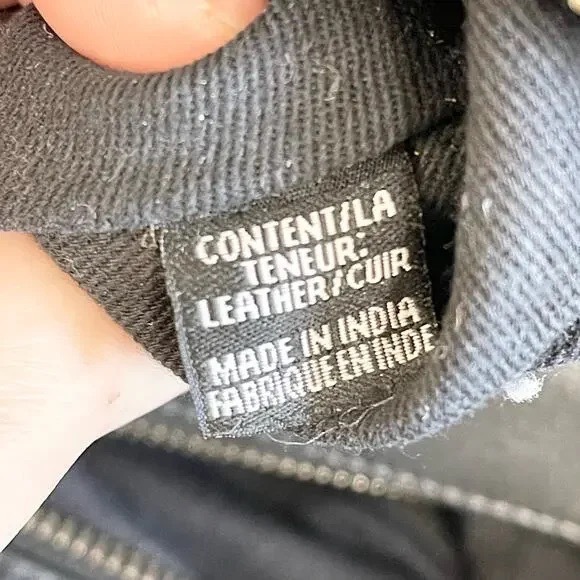 CONTENT/LA
TENEUR:
LEATHER/CUIR
MADE IN INDIA
FABRIQUE EN INDE